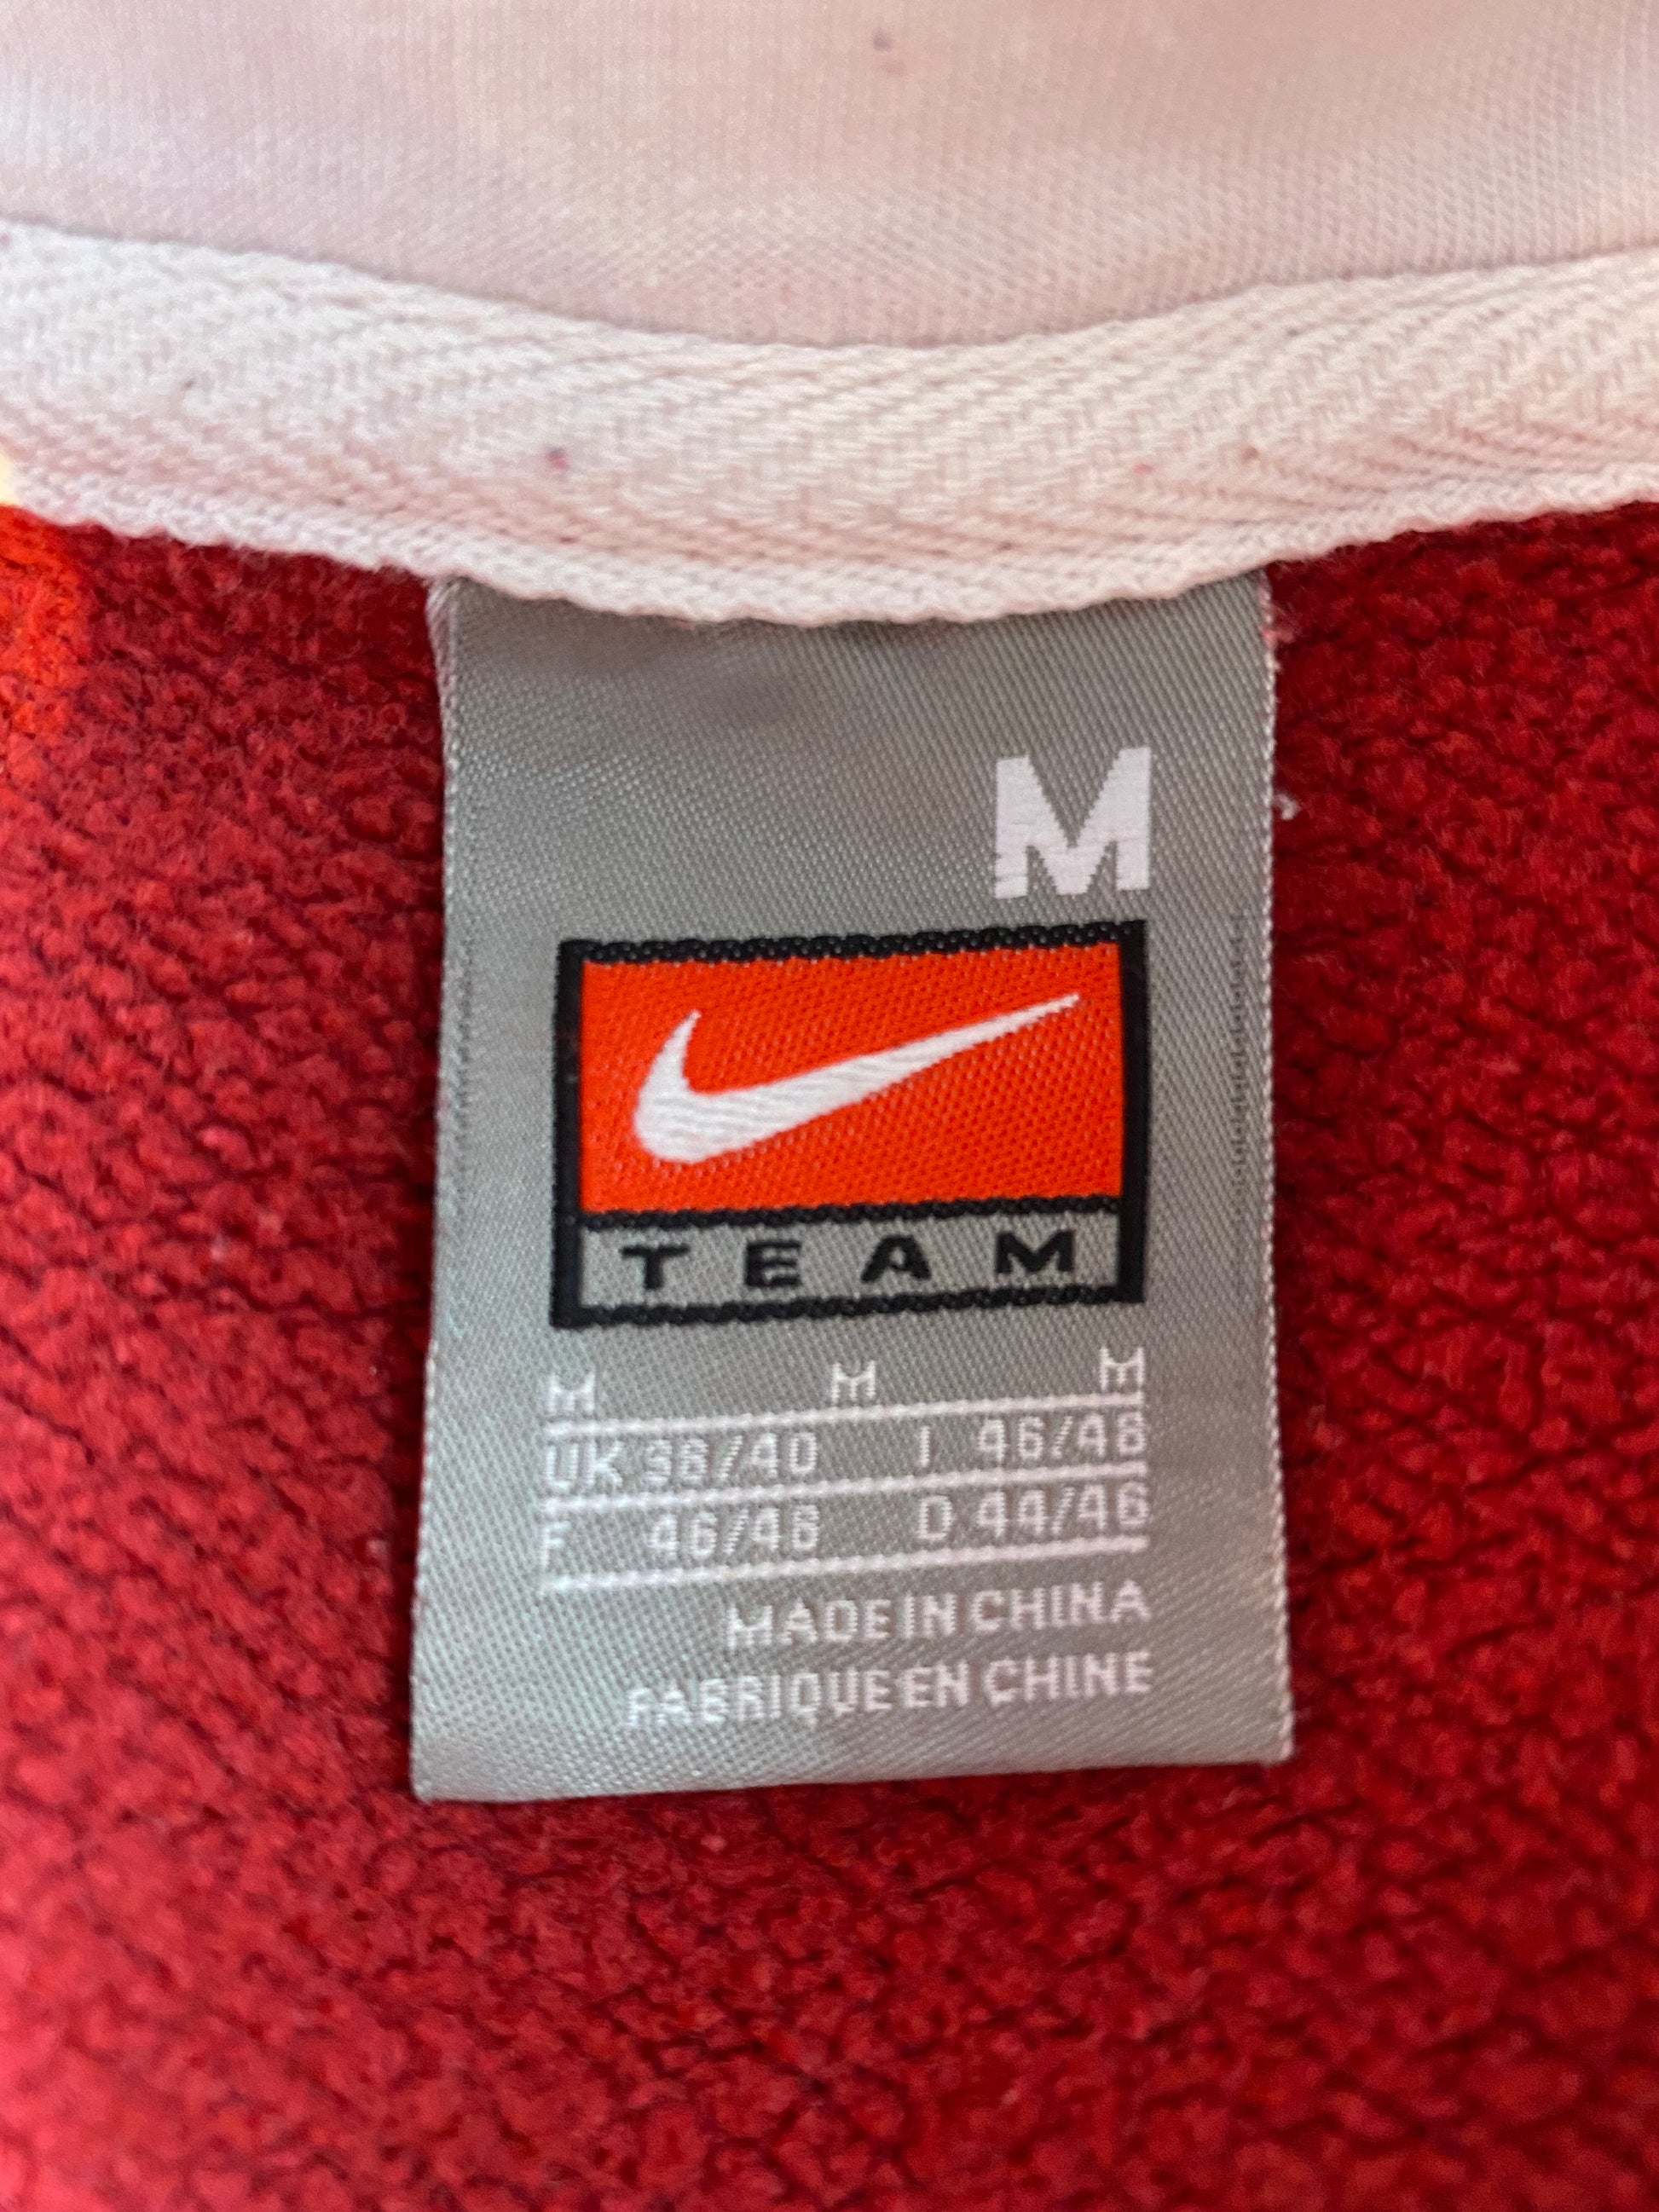 M
TEAM
M M M
UK 38/40 I 46/48
F 46/48 D 44/46
MADE IN CHINA
FABRIQUE EN CHINE